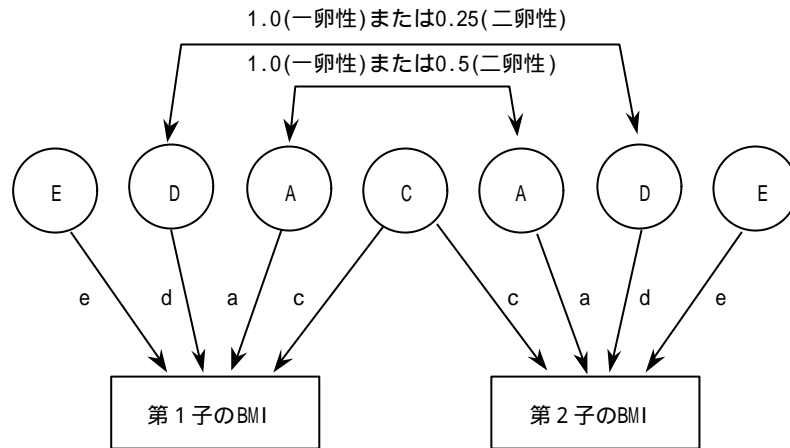 1.0(一卵性)または0.25(二卵性)
1.0(一卵性)または0.5(二卵性)
E D A C A D E
e d a c c a d e
第1子のBMI 第2子のBMI